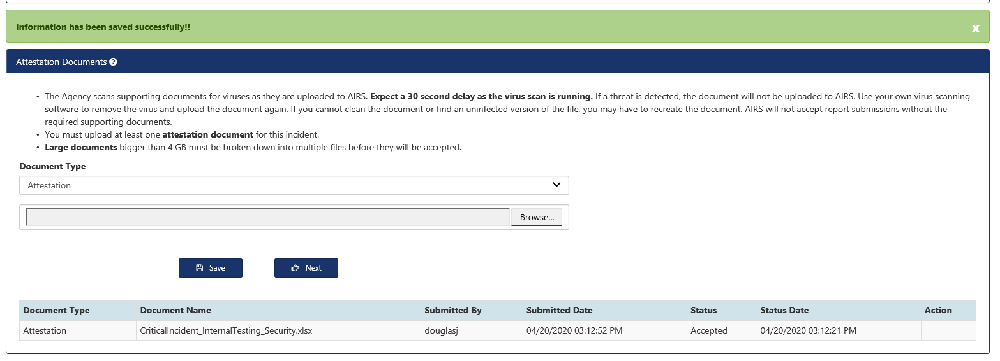 Information has been saved successfully!!
x
Attestation Documents ?
• The Agency scans supporting documents for viruses as they are uploaded to AIRS. Expect a 30 second delay as the virus scan is running. If a threat is detected, the document will not be uploaded to AIRS. Use your own virus scanning
software to remove the virus and upload the document again. If you cannot clean the document or find an uninfected version of the file, you may have to recreate the document. AIRS will not accept report submissions without the
required supporting documents.
• You must upload at least one attestation document for this incident.
• Large documents bigger than 4 GB must be broken down into multiple files before they will be accepted.
Document Type
Attestation
Browse...
Save Next
Document Type Document Name Submitted By Submitted Date Status Status Date Action
Attestation CriticalIncident_InternalTesting_Security.xlsx douglasj 04/20/2020 03:12:52 PM Accepted 04/20/2020 03:12:21 PM